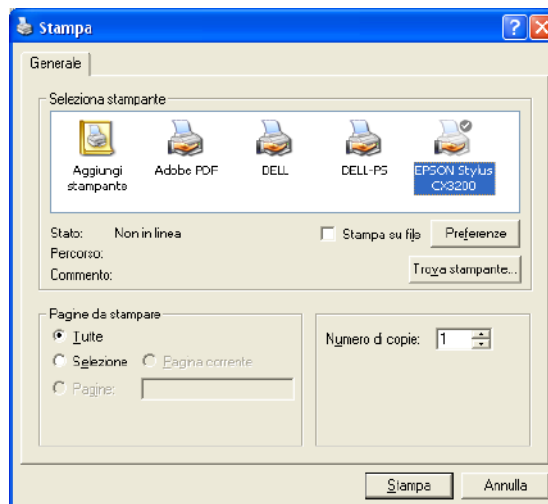 Stampa
Generale
Seleziona stampante
Aggiungi stampante
Adobe PDF
DELL
DELL-PS
EPSON Stylus CX3200
Stato: Non in linea
Stampa su file
Preferenze
Percorso:
Commento:
Trova stampante...
Pagine da stampare
Tutte
Numero di copie: 1
Selezione
Pagina corrente
Pagine:
Stampa
Annulla